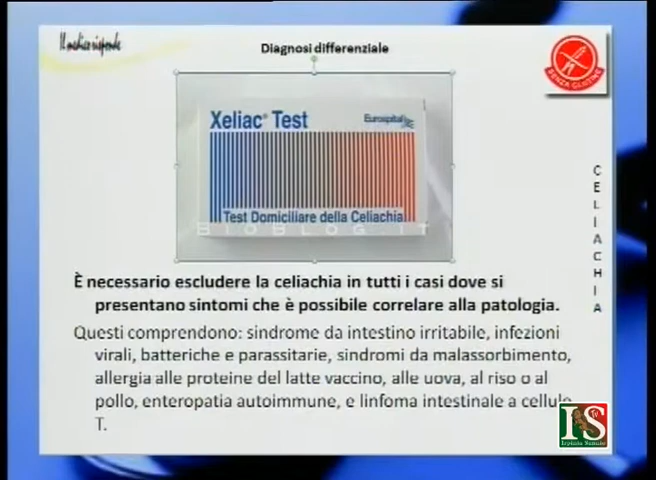 Il medico risponde
Diagnosi differenziale
SENZA GLUTINE
Xeliac® Test
Eurospital
Test Domiciliare della Celiachia
BIOBLOG.IT
CELIACHIA
È necessario escludere la celiachia in tutti i casi dove si
presentano sintomi che è possibile correlare alla patologia.
Questi comprendono: sindrome da intestino irritabile, infezioni
virali, batteriche e parassitarie, sindromi da malassorbimento,
allergia alle proteine del latte vaccino, alle uova, al riso o al
pollo, enteropatia autoimmune, e linfoma intestinale a cellule
T.
IS